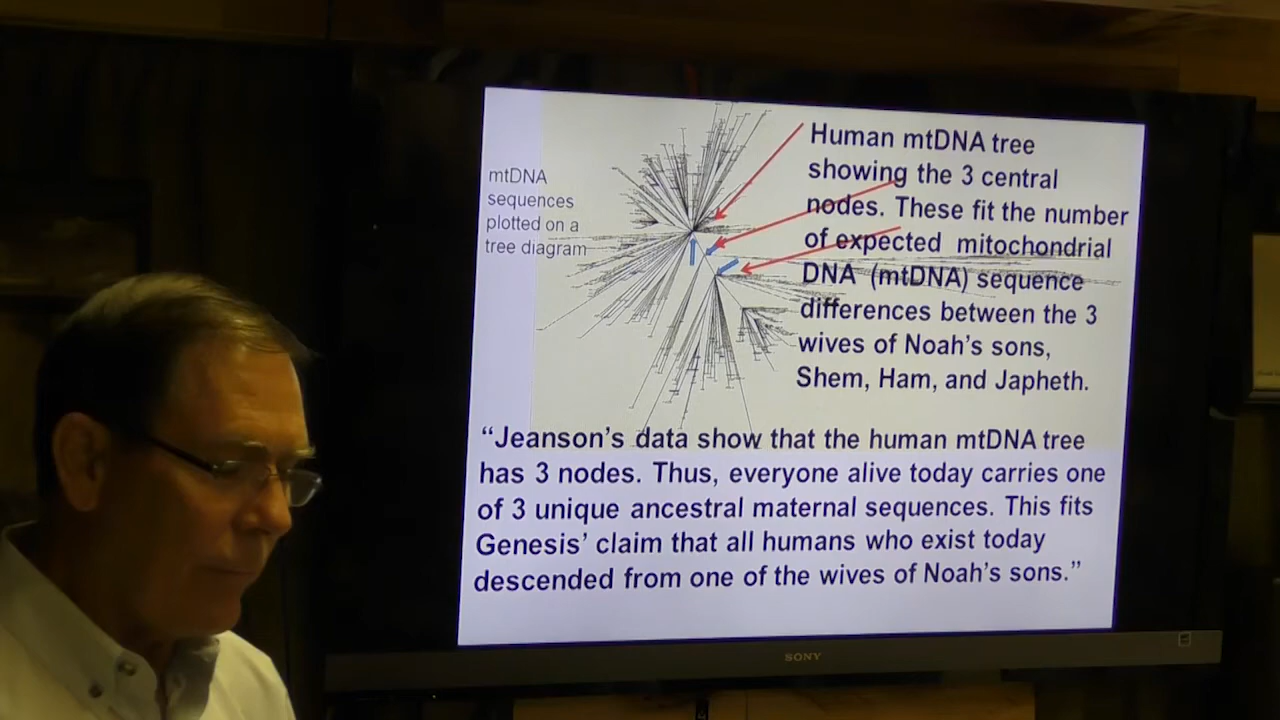 mtDNA
sequences
plotted on a
tree diagram
Human mtDNA tree
showing the 3 central
nodes. These fit the number
of expected mitochondrial
DNA (mtDNA) sequence
differences between the 3
wives of Noah's sons,
Shem, Ham, and Japheth.
“Jeanson's data show that the human mtDNA tree
has 3 nodes. Thus, everyone alive today carries one
of 3 unique ancestral maternal sequences. This fits
Genesis' claim that all humans who exist today
descended from one of the wives of Noah's sons.”
SONY